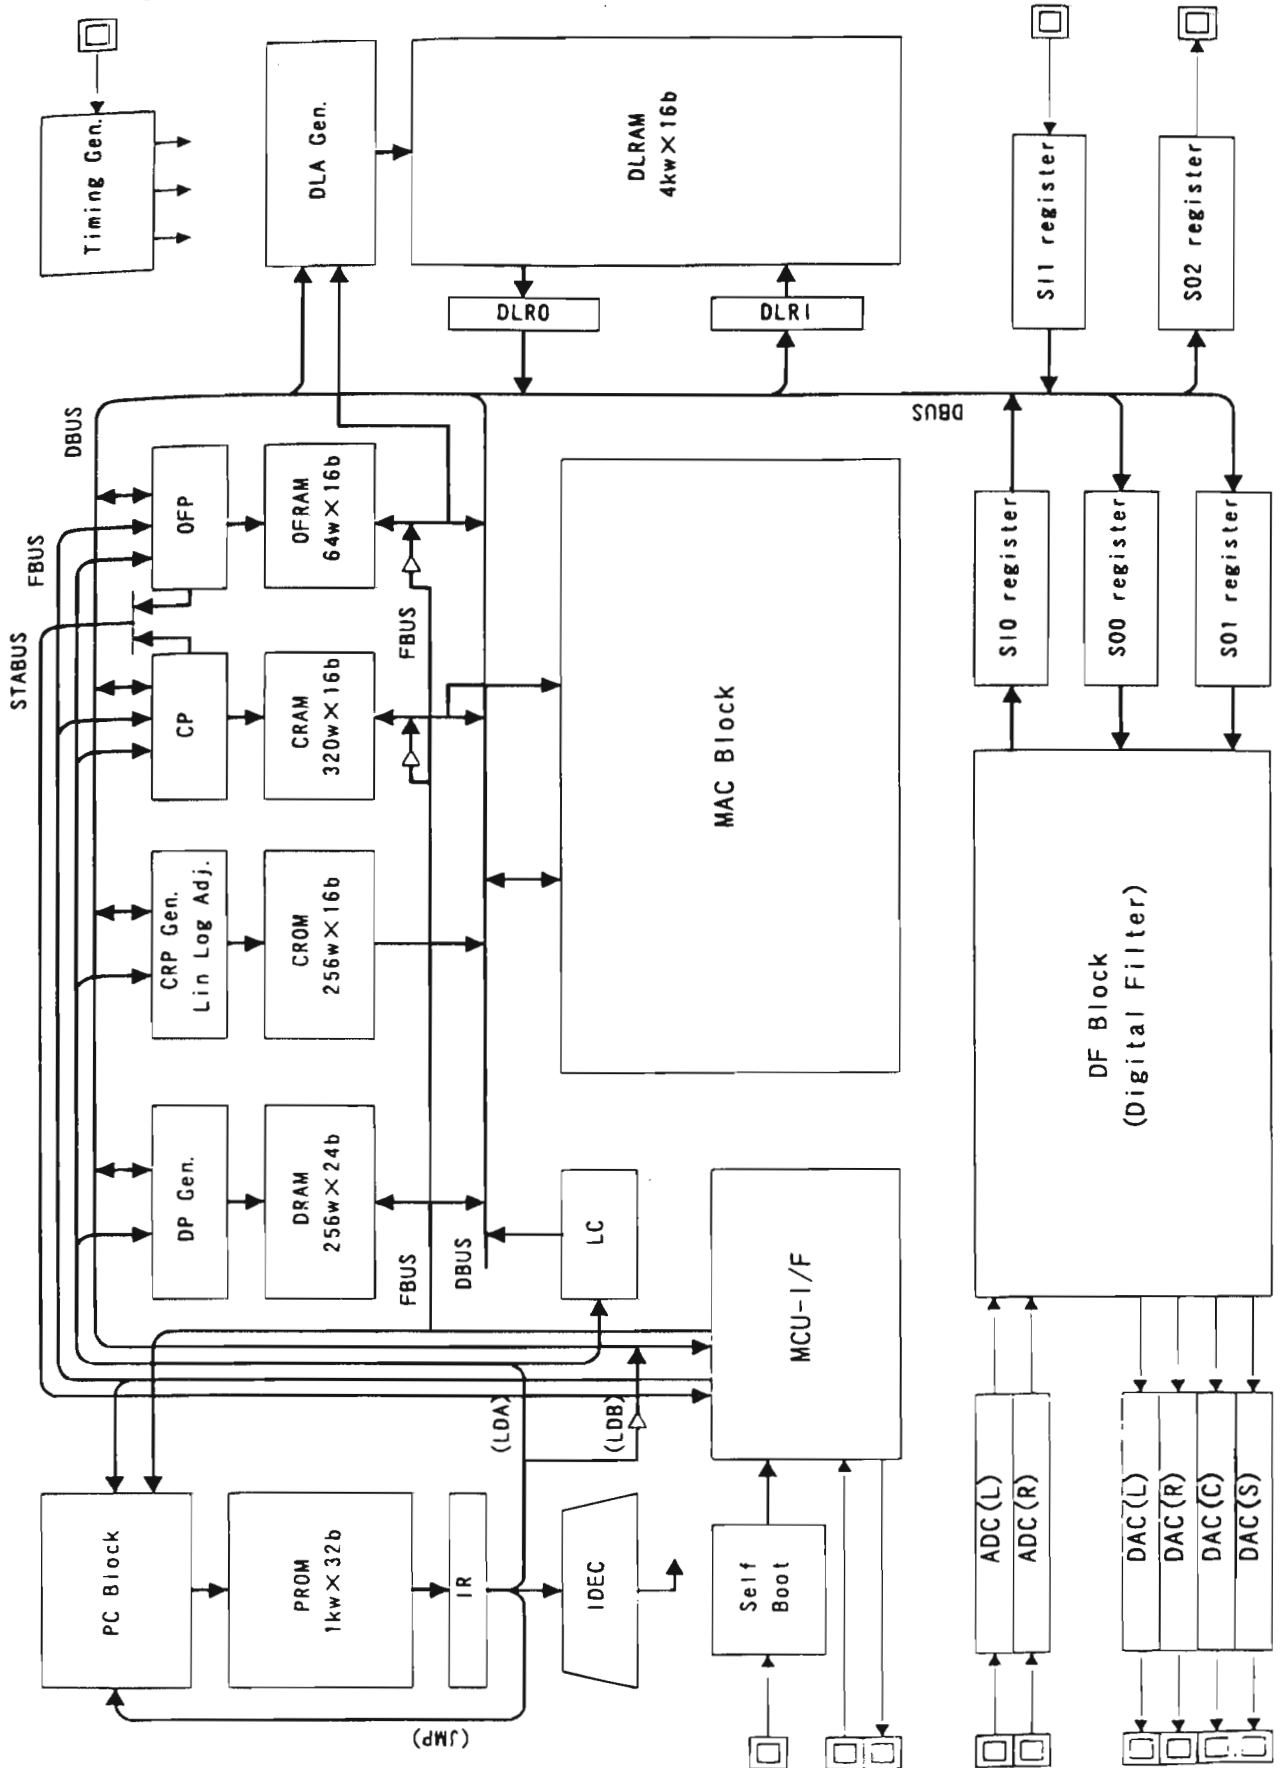 Timing Gen.
DLA Gen.
DLRAM
4kw×16b
DLRO
DLRI
SI1 register
SO2 register
STABUS
FBUS
DBUS
OFP
OFRAM
64w×16b
FBUS
CP
CRAM
320w×16b
CRP Gen.
Lin Log Adj.
CROM
256w×16b
DP Gen.
DRAM
256w×24b
FBUS
DBUS
LC
MAC Block
DBUS
SI0 register
SO0 register
SO1 register
DF Block
(Digital Filter)
MCU-I/F
(LDA)
(LDB)
PC Block
PROM
1kw×32b
IR
IDEC
(JMP)
Self
Boot
ADC(L)
ADC(R)
DAC(L)
DAC(R)
DAC(C)
DAC(S)